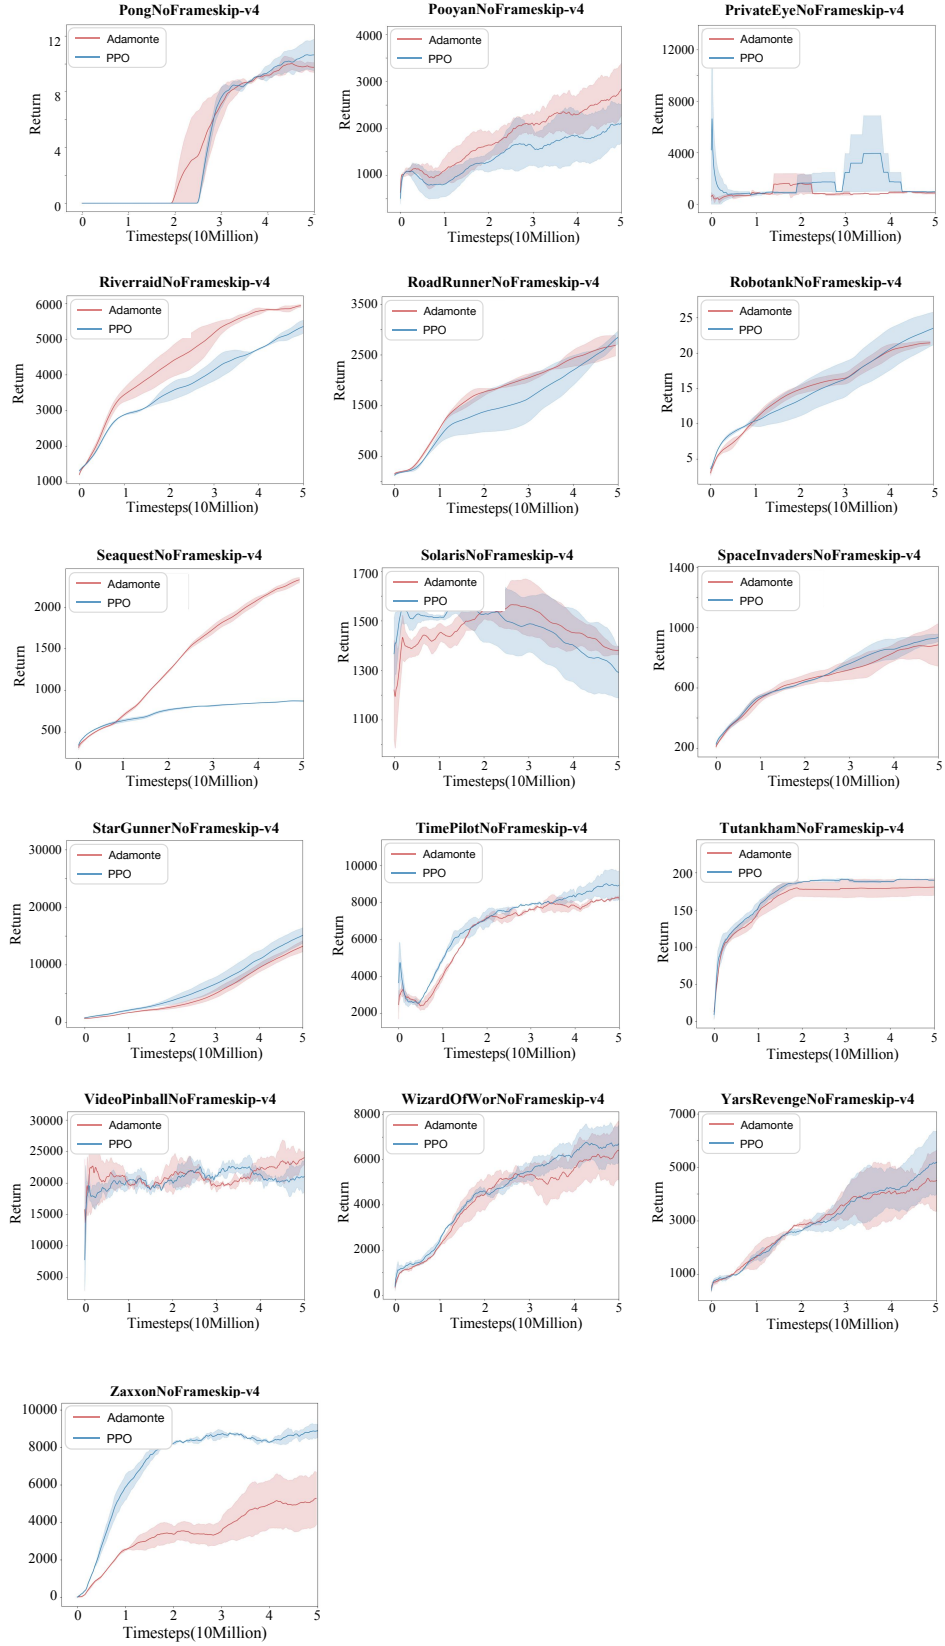 PongNoFrameskip-v4
12
8
4
0
Return
Adamonte
PPO
0 1 2 3 4 5
Timesteps(10Million)
PooyanNoFrameskip-v4
4000
3000
2000
1000
Return
Adamonte
PPO
0 1 2 3 4 5
Timesteps(10Million)
PrivateEyeNoFrameskip-v4
12000
8000
4000
0
Return
Adamonte
PPO
0 1 2 3 4 5
Timesteps(10Million)
RiverraidNoFrameskip-v4
6000
5000
4000
3000
2000
1000
Return
Adamonte
PPO
0 1 2 3 4 5
Timesteps(10Million)
RoadRunnerNoFrameskip-v4
3500
2500
1500
500
Return
Adamonte
PPO
0 1 2 3 4 5
Timesteps(10Million)
RobotankNoFrameskip-v4
25
20
15
10
5
Return
Adamonte
PPO
0 1 2 3 4 5
Timesteps(10Million)
SeaquestNoFrameskip-v4
2000
1500
1000
500
Return
Adamonte
PPO
0 1 2 3 4 5
Timesteps(10Million)
SolarisNoFrameskip-v4
1700
1500
1300
1100
Return
Adamonte
PPO
0 1 2 3 4 5
Timesteps(10Million)
SpaceInvadersNoFrameskip-v4
1400
1000
600
200
Return
Adamonte
PPO
0 1 2 3 4 5
Timesteps(10Million)
StarGunnerNoFrameskip-v4
30000
20000
10000
0
Return
Adamonte
PPO
0 1 2 3 4 5
Timesteps(10Million)
TimePilotNoFrameskip-v4
10000
8000
6000
4000
2000
Return
Adamonte
PPO
0 1 2 3 4 5
Timesteps(10Million)
TutankhamNoFrameskip-v4
200
150
100
50
0
Return
Adamonte
PPO
0 1 2 3 4 5
Timesteps(10Million)
VideoPinballNoFrameskip-v4
30000
25000
20000
15000
10000
5000
Return
Adamonte
PPO
0 1 2 3 4 5
Timesteps(10Million)
WizardOfWorNoFrameskip-v4
8000
6000
4000
2000
0
Return
Adamonte
PPO
0 1 2 3 4 5
Timesteps(10Million)
YarsRevengeNoFrameskip-v4
7000
5000
3000
1000
Return
Adamonte
PPO
0 1 2 3 4 5
Timesteps(10Million)
ZaxxonNoFrameskip-v4
10000
8000
6000
4000
2000
0
Return
Adamonte
PPO
0 1 2 3 4 5
Timesteps(10Million)